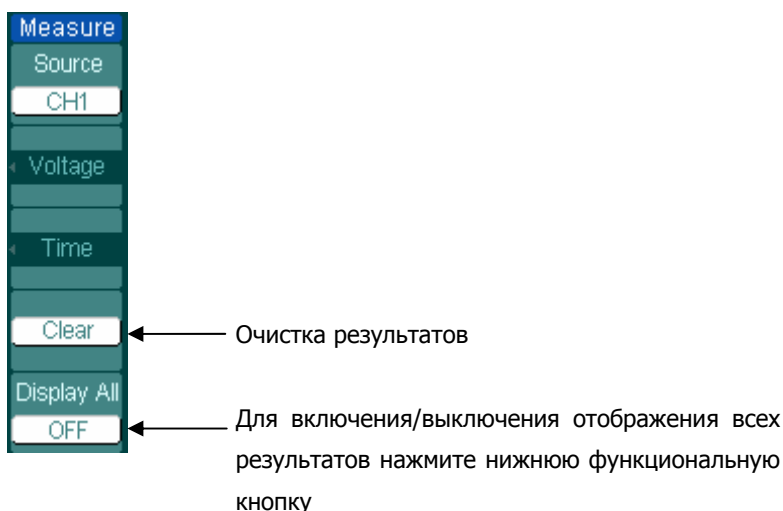 Measure
Source
CH1
Voltage
Time
Clear
Очистка результатов
Display All
OFF
Для включения/выключения отображения всех
результатов нажмите нижнюю функциональную
кнопку